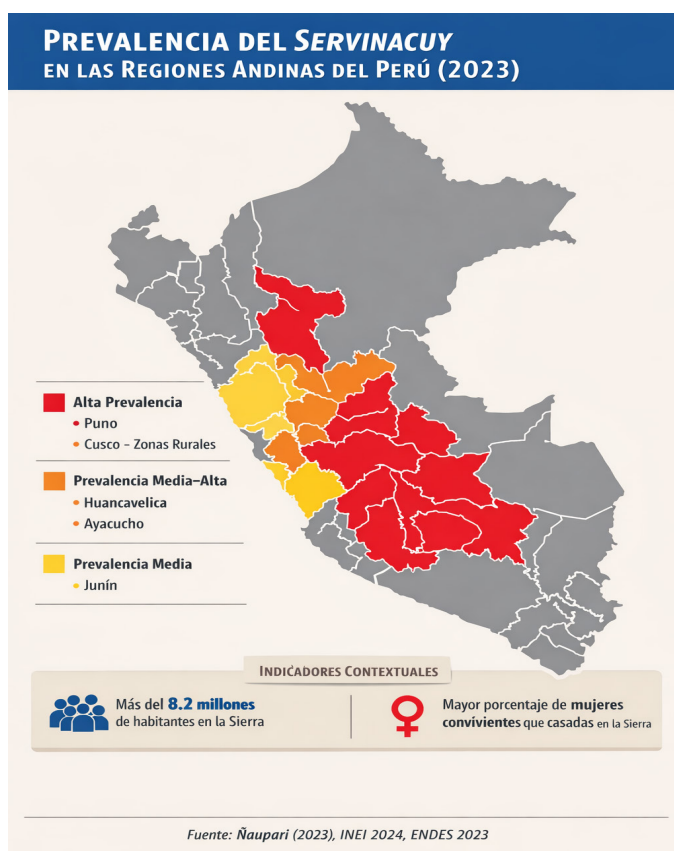 PREVALENCIA DEL SERVINACUY
EN LAS REGIONES ANDINAS DEL PERÚ (2023)
Alta Prevalencia
• Puno
• Cusco – Zonas Rurales
Prevalencia Media–Alta
• Huancavelica
• Ayacucho
Prevalencia Media
• Junín
INDICADORES CONTEXTUALES
Más del 8.2 millones
de habitantes en la Sierra
Mayor porcentaje de mujeres
convivientes que casadas en la Sierra
Fuente: Ñaupari (2023), INEI 2024, ENDES 2023